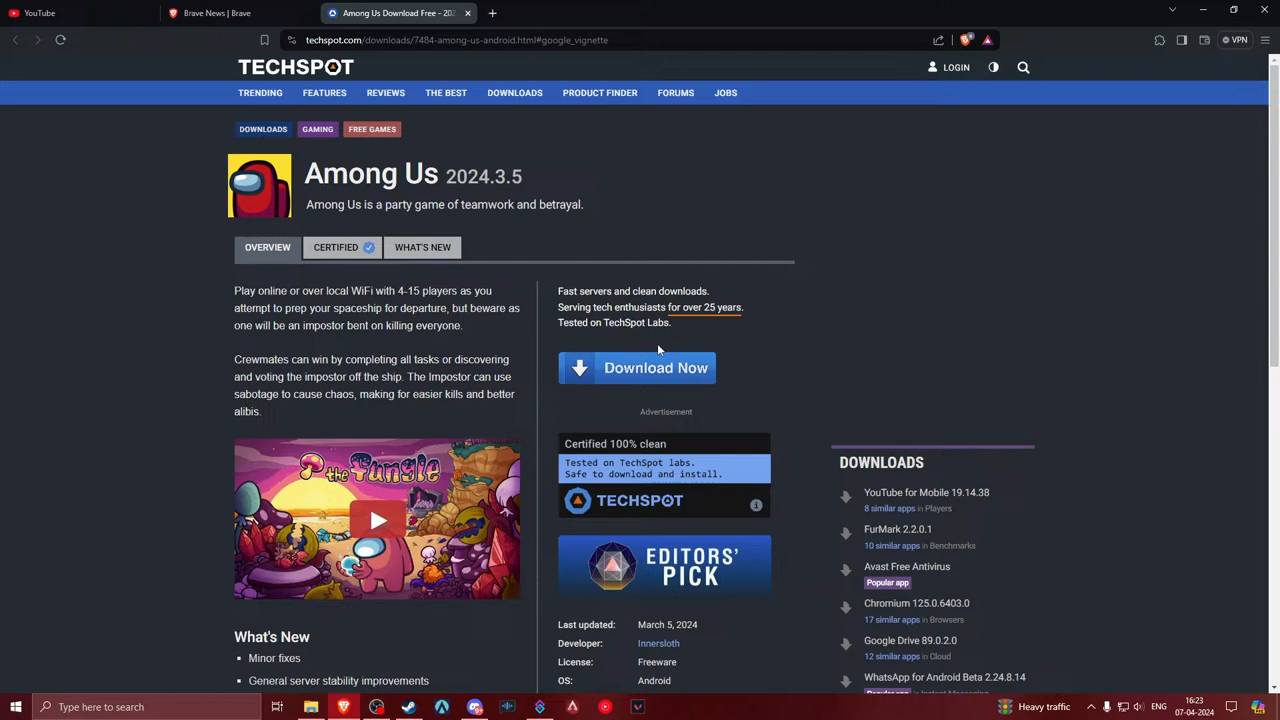 YouTube
Brave News | Brave
Among Us Download Free - 202
techspot.com/downloads/7484-among-us-android.html#google_vignette
VPN
TECHSPOT
LOGIN
TRENDING FEATURES REVIEWS THE BEST DOWNLOADS PRODUCT FINDER FORUMS JOBS
DOWNLOADS GAMING FREE GAMES
Among Us 2024.3.5
Among Us is a party game of teamwork and betrayal.
OVERVIEW CERTIFIED WHAT'S NEW
Play online or over local WiFi with 4-15 players as you
attempt to prep your spaceship for departure, but beware as
one will be an impostor bent on killing everyone.
Crewmates can win by completing all tasks or discovering
and voting the impostor off the ship. The Impostor can use
sabotage to cause chaos, making for easier kills and better
alibis.
the Fungle
What's New
Minor fixes
General server stability improvements
Fast servers and clean downloads.
Serving tech enthusiasts for over 25 years.
Tested on TechSpot Labs.
Download Now
Advertisement
Certified 100% clean
Tested on TechSpot labs.
Safe to download and install.
TECHSPOT
EDITORS'
PICK
Last updated: March 5, 2024
Developer: Innersloth
License: Freeware
OS: Android
DOWNLOADS
YouTube for Mobile 19.14.38
8 similar apps in Players
FurMark 2.2.0.1
10 similar apps in Benchmarks
Avast Free Antivirus
Popular app
Chromium 125.0.6403.0
17 similar apps in Browsers
Google Drive 89.0.2.0
12 similar apps in Cloud
WhatsApp for Android Beta 2.24.8.14
Type here to search
Heavy traffic
16:23
07-04-2024